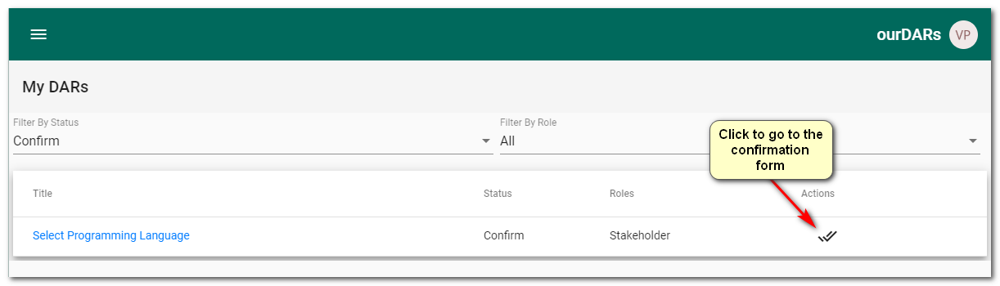 ourDARs VP
My DARs
Filter By Status
Filter By Role
Confirm
All
Click to go to the
confirmation
form
Title Status Roles Actions
Select Programming Language Confirm Stakeholder